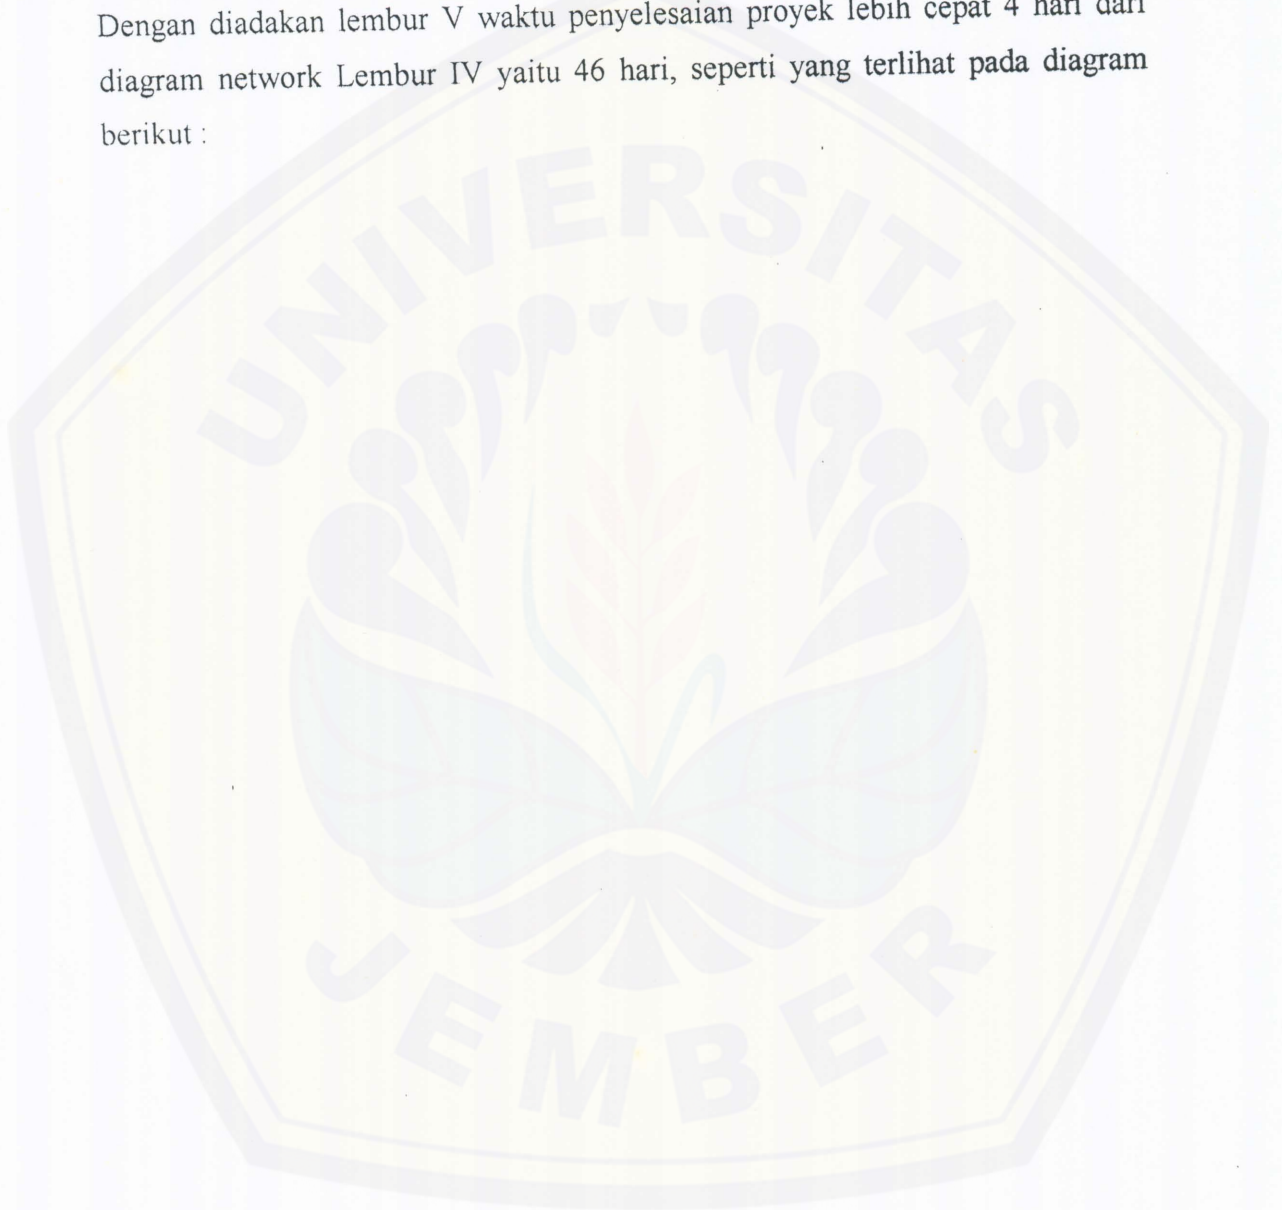 Dengan diadakan lembur V waktu penyelesaian proyek lebih cepat 4 hari dari
diagram network Lembur IV yaitu 46 hari, seperti yang terlihat pada diagram
berikut :
UNIVERSITAS
JEMBER